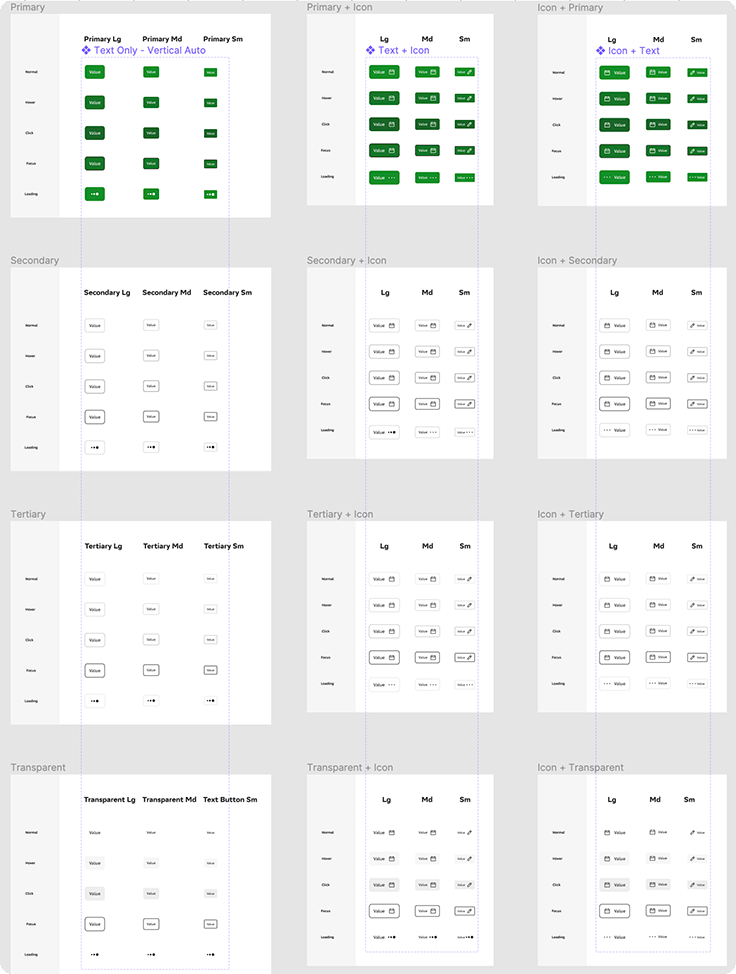 Primary
Primary + Icon
Icon + Primary
Primary Lg Primary Md Primary Sm
Text Only - Vertical Auto
Normal Value Value Value
Hover Value Value Value
Click Value Value Value
Focus Value Value Value
Loading
Lg Md Sm
Text + Icon
Normal Value Value Value
Hover Value Value Value
Click Value Value Value
Focus Value Value Value
Loading Value Value Value
Lg Md Sm
Icon + Text
Normal Value Value Value
Hover Value Value Value
Click Value Value Value
Focus Value Value Value
Loading Value Value Value
Secondary
Secondary + Icon
Icon + Secondary
Secondary Lg Secondary Md Secondary Sm
Normal Value Value Value
Hover Value Value Value
Click Value Value Value
Focus Value Value Value
Loading
Lg Md Sm
Normal Value Value Value
Hover Value Value Value
Click Value Value Value
Focus Value Value Value
Loading Value Value Value
Lg Md Sm
Normal Value Value Value
Hover Value Value Value
Click Value Value Value
Focus Value Value Value
Loading Value Value Value
Tertiary
Tertiary + Icon
Icon + Tertiary
Tertiary Lg Tertiary Md Tertiary Sm
Normal Value Value Value
Hover Value Value Value
Click Value Value Value
Focus Value Value Value
Loading
Lg Md Sm
Normal Value Value Value
Hover Value Value Value
Click Value Value Value
Focus Value Value Value
Loading Value Value Value
Lg Md Sm
Normal Value Value Value
Hover Value Value Value
Click Value Value Value
Focus Value Value Value
Loading Value Value Value
Transparent
Transparent + Icon
Icon + Transparent
Transparent Lg Transparent Md Text Button Sm
Normal Value Value Value
Hover Value Value Value
Click Value Value Value
Focus Value Value Value
Loading
Lg Md Sm
Normal Value Value Value
Hover Value Value Value
Click Value Value Value
Focus Value Value Value
Loading Value Value Value
Lg Md Sm
Normal Value Value Value
Hover Value Value Value
Click Value Value Value
Focus Value Value Value
Loading Value Value Value